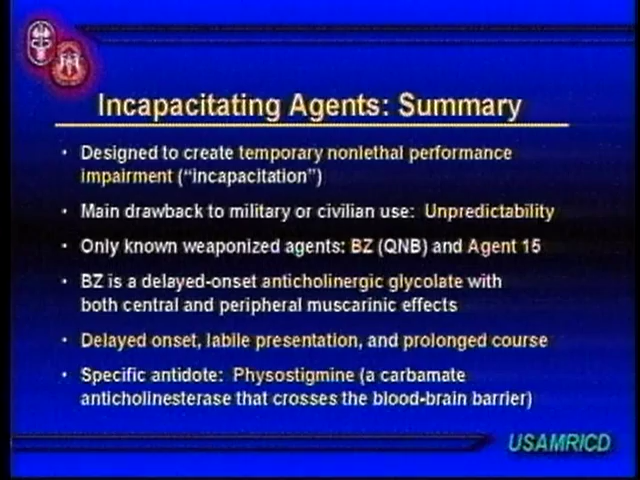 Incapacitating Agents: Summary
· Designed to create temporary nonlethal performance
impairment (“incapacitation”)
· Main drawback to military or civilian use: Unpredictability
· Only known weaponized agents: BZ (QNB) and Agent 15
· BZ is a delayed-onset anticholinergic glycolate with
both central and peripheral muscarinic effects
· Delayed onset, labile presentation, and prolonged course
· Specific antidote: Physostigmine (a carbamate
anticholinesterase that crosses the blood-brain barrier)
USAMRICD